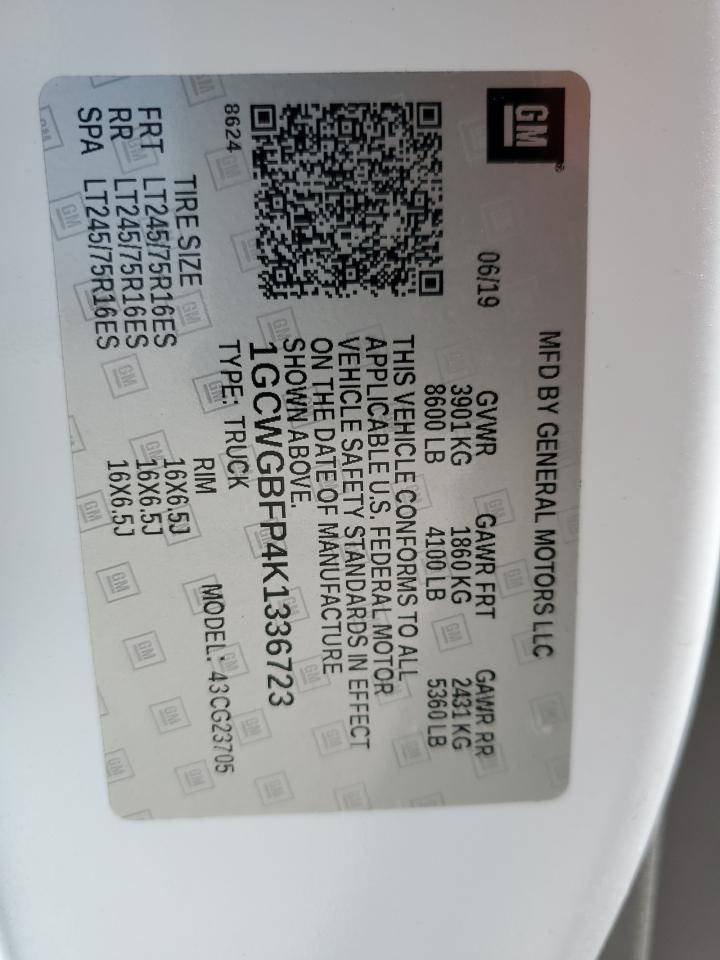 GM
MFD BY GENERAL MOTORS LLC
06/19
GVWR GAWR FRT GAWR RR
3901 KG 1860 KG 2431 KG
8600 LB 4100 LB 5360 LB
THIS VEHICLE CONFORMS TO ALL
APPLICABLE U.S. FEDERAL MOTOR
VEHICLE SAFETY STANDARDS IN EFFECT
ON THE DATE OF MANUFACTURE
SHOWN ABOVE.
1GCWGBFP4K1336723
8624
TYPE: TRUCK MODEL: 43CG23705
TIRE SIZE RIM
FRT LT245/75R16ES 16X6.5J
RR LT245/75R16ES 16X6.5J
SPA LT245/75R16ES 16X6.5J